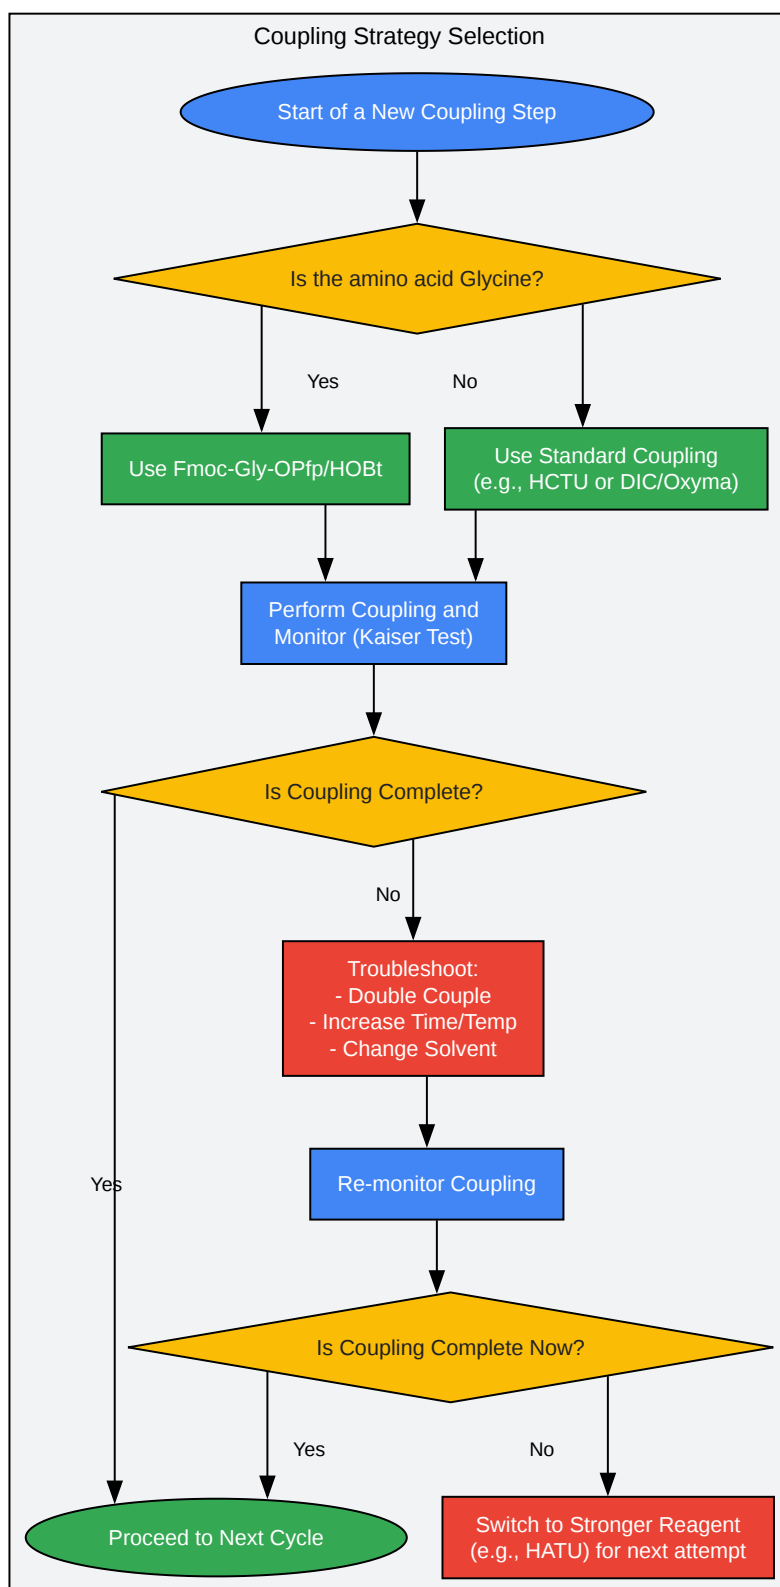 Coupling Strategy Selection
Start of a New Coupling Step
Is the amino acid Glycine?
Yes
No
Use Fmoc-Gly-OPfp/HOBt
Use Standard Coupling
(e.g., HCTU or DIC/Oxyma)
Perform Coupling and
Monitor (Kaiser Test)
Is Coupling Complete?
No
Troubleshoot:
- Double Couple
- Increase Time/Temp
- Change Solvent
Yes
Re-monitor Coupling
Is Coupling Complete Now?
Yes
No
Proceed to Next Cycle
Switch to Stronger Reagent
(e.g., HATU) for next attempt